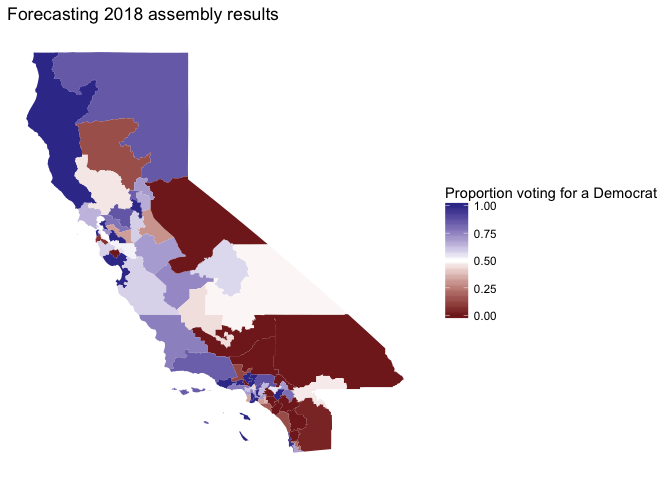 Forecasting 2018 assembly results
Proportion voting for a Democrat
1.00
0.75
0.50
0.25
0.00